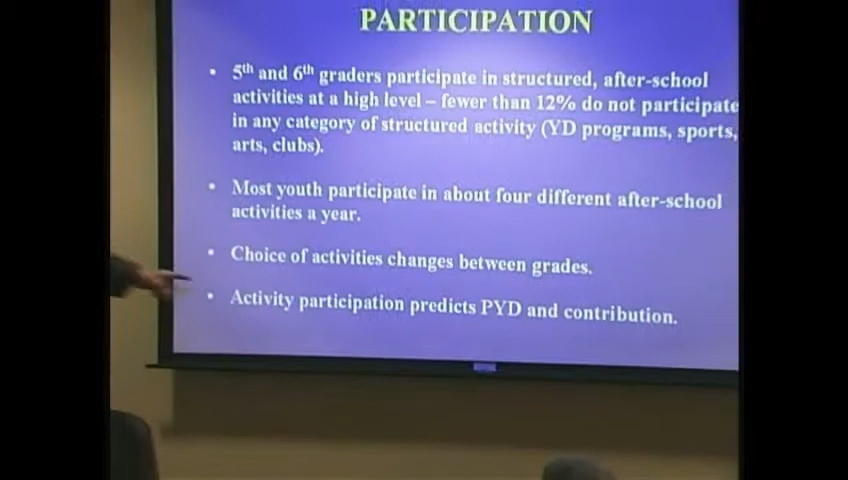 PARTICIPATION
• 5th and 6th graders participate in structured, after-school
activities at a high level – fewer than 12% do not participate
in any category of structured activity (YD programs, sports,
arts, clubs).
• Most youth participate in about four different after-school
activities a year.
• Choice of activities changes between grades.
• Activity participation predicts PYD and contribution.